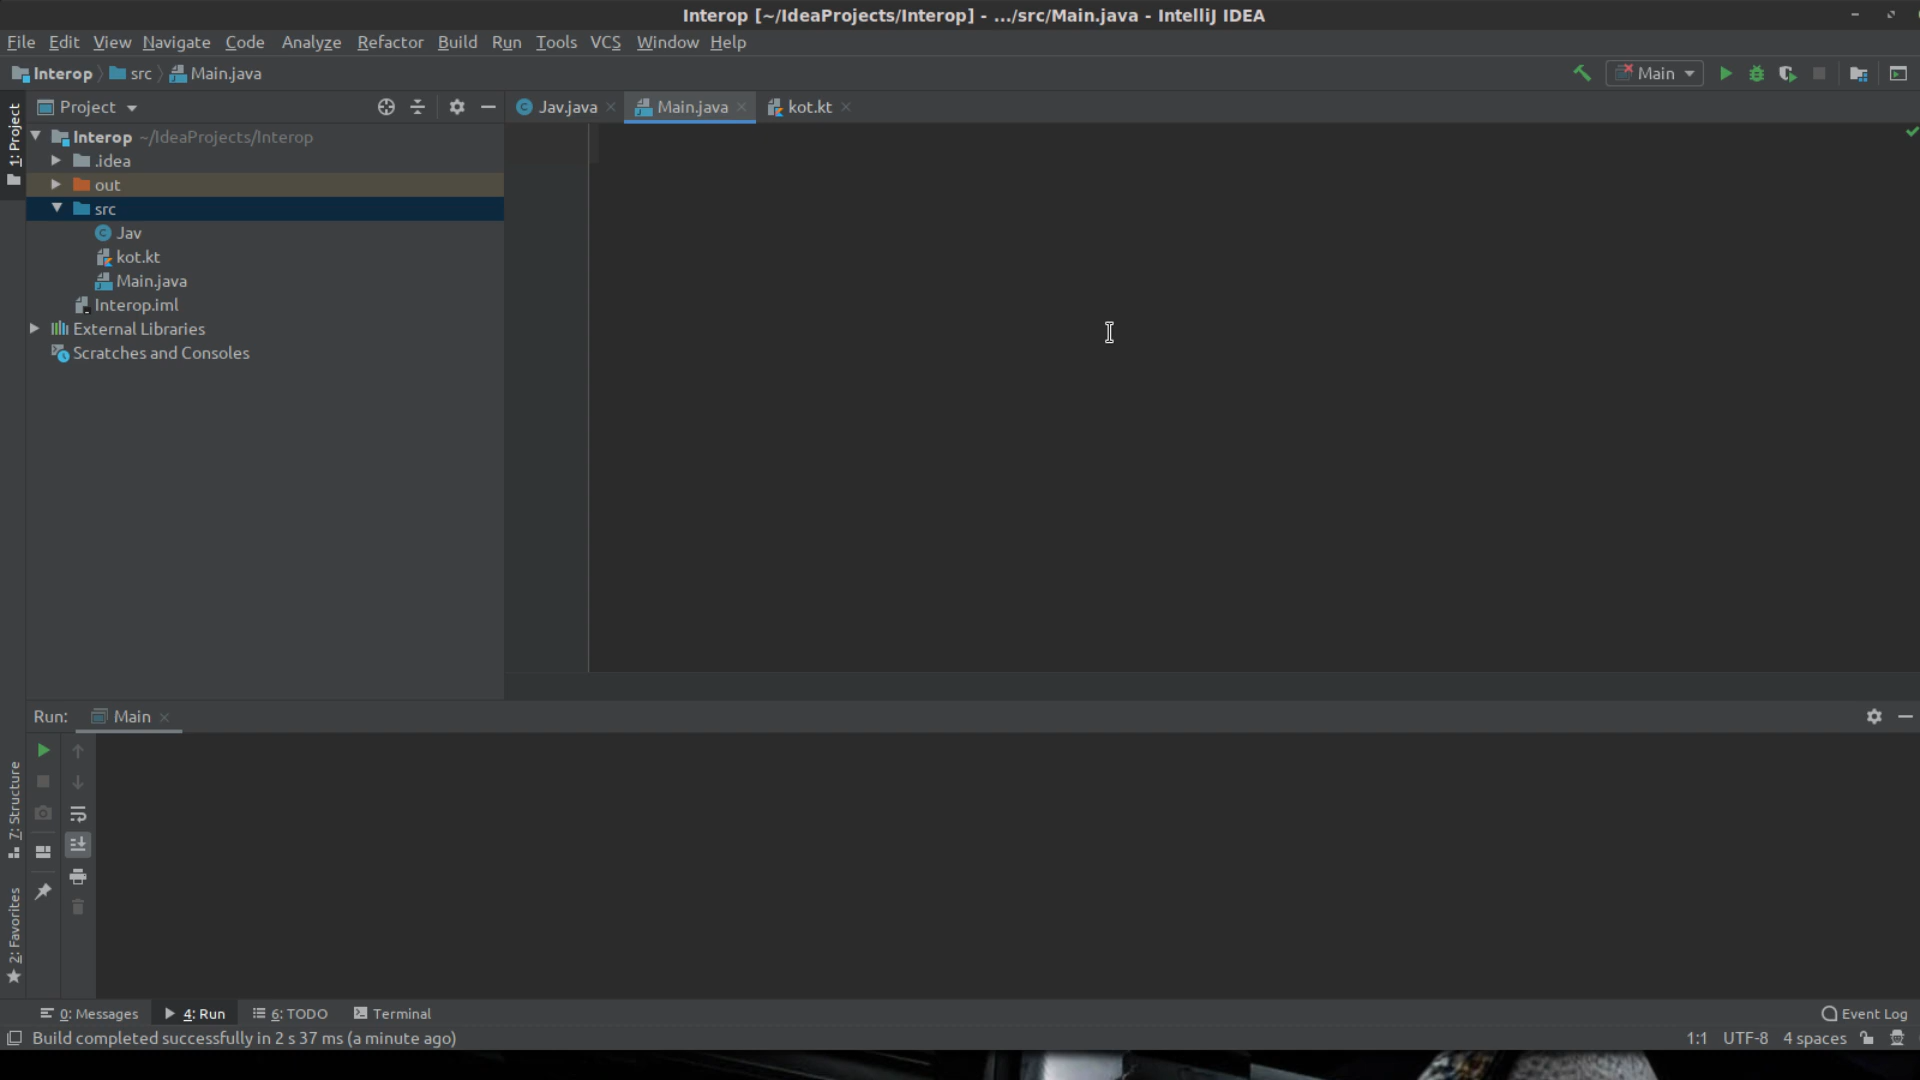 Interop [~/IdeaProjects/Interop] - .../src/Main.java - IntelliJ IDEA
File Edit View Navigate Code Analyze Refactor Build Run Tools VCS Window Help
Interop src Main.java Main
1: Project
Project
Jav.java Main.java kot.kt
Interop ~/IdeaProjects/Interop
.idea
out
src
Jav
kot.kt
Main.java
Interop.iml
External Libraries
Scratches and Consoles
Run: Main
7: Structure
2: Favorites
0: Messages 4: Run 6: TODO Terminal Event Log
Build completed successfully in 2 s 37 ms (a minute ago) 1:1 UTF-8 4 spaces